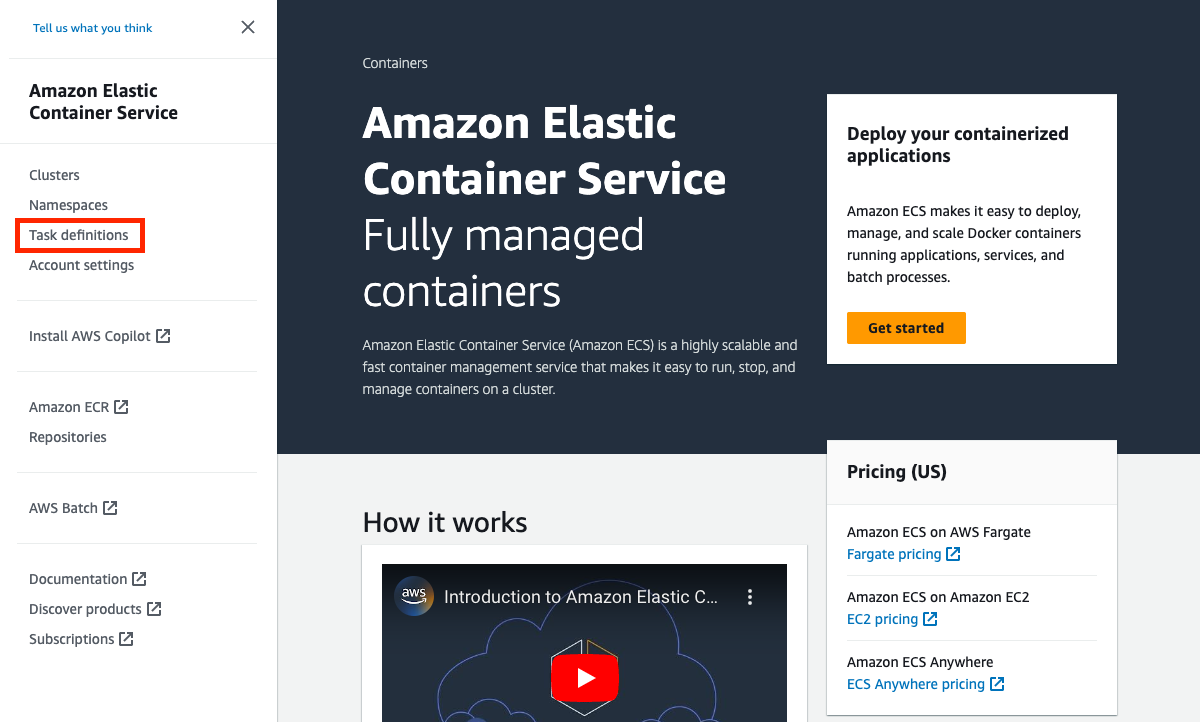 Tell us what you think
Amazon Elastic
Container Service
Clusters
Namespaces
Task definitions
Account settings
Install AWS Copilot
Amazon ECR
Repositories
AWS Batch
Documentation
Discover products
Subscriptions
Containers
Amazon Elastic
Container Service
Fully managed
containers
Amazon Elastic Container Service (Amazon ECS) is a highly scalable and
fast container management service that makes it easy to run, stop, and
manage containers on a cluster.
Deploy your containerized
applications
Amazon ECS makes it easy to deploy,
manage, and scale Docker containers
running applications, services, and
batch processes.
Get started
How it works
aws
Introduction to Amazon Elastic C...
Pricing (US)
Amazon ECS on AWS Fargate
Fargate pricing
Amazon ECS on Amazon EC2
EC2 pricing
Amazon ECS Anywhere
ECS Anywhere pricing